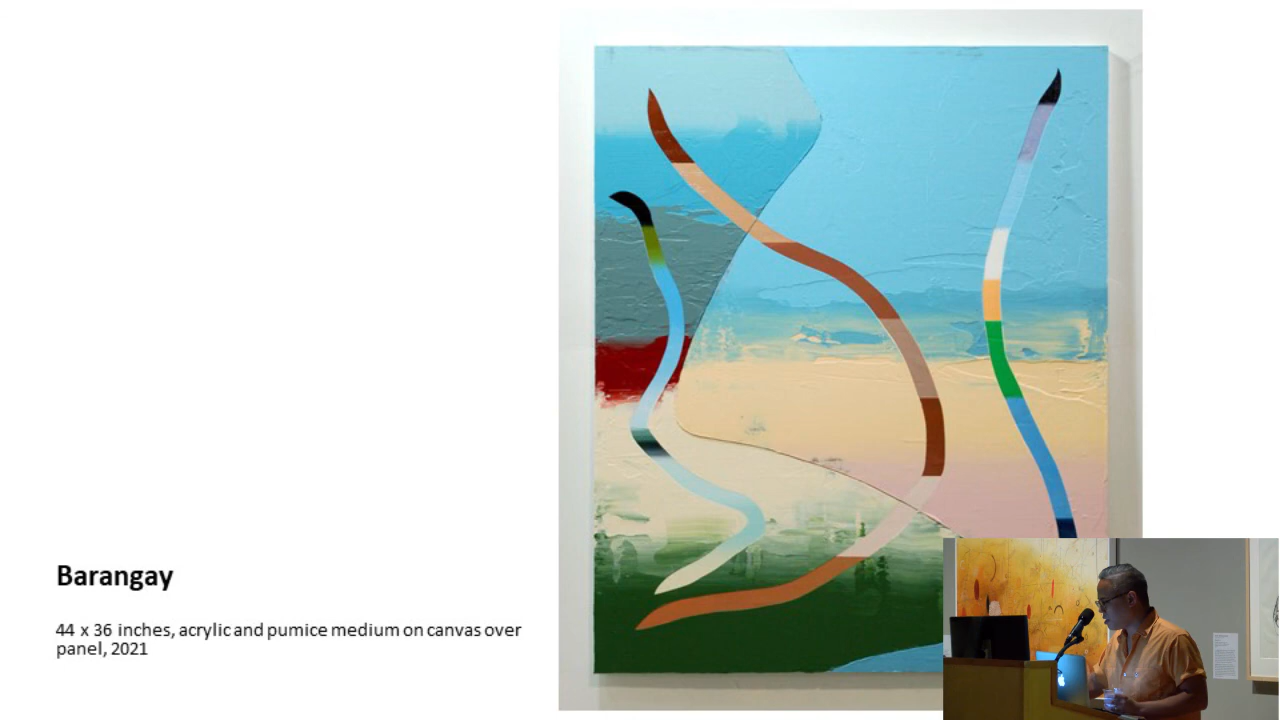 Barangay
44 x 36 inches, acrylic and pumice medium on canvas over
panel, 2021